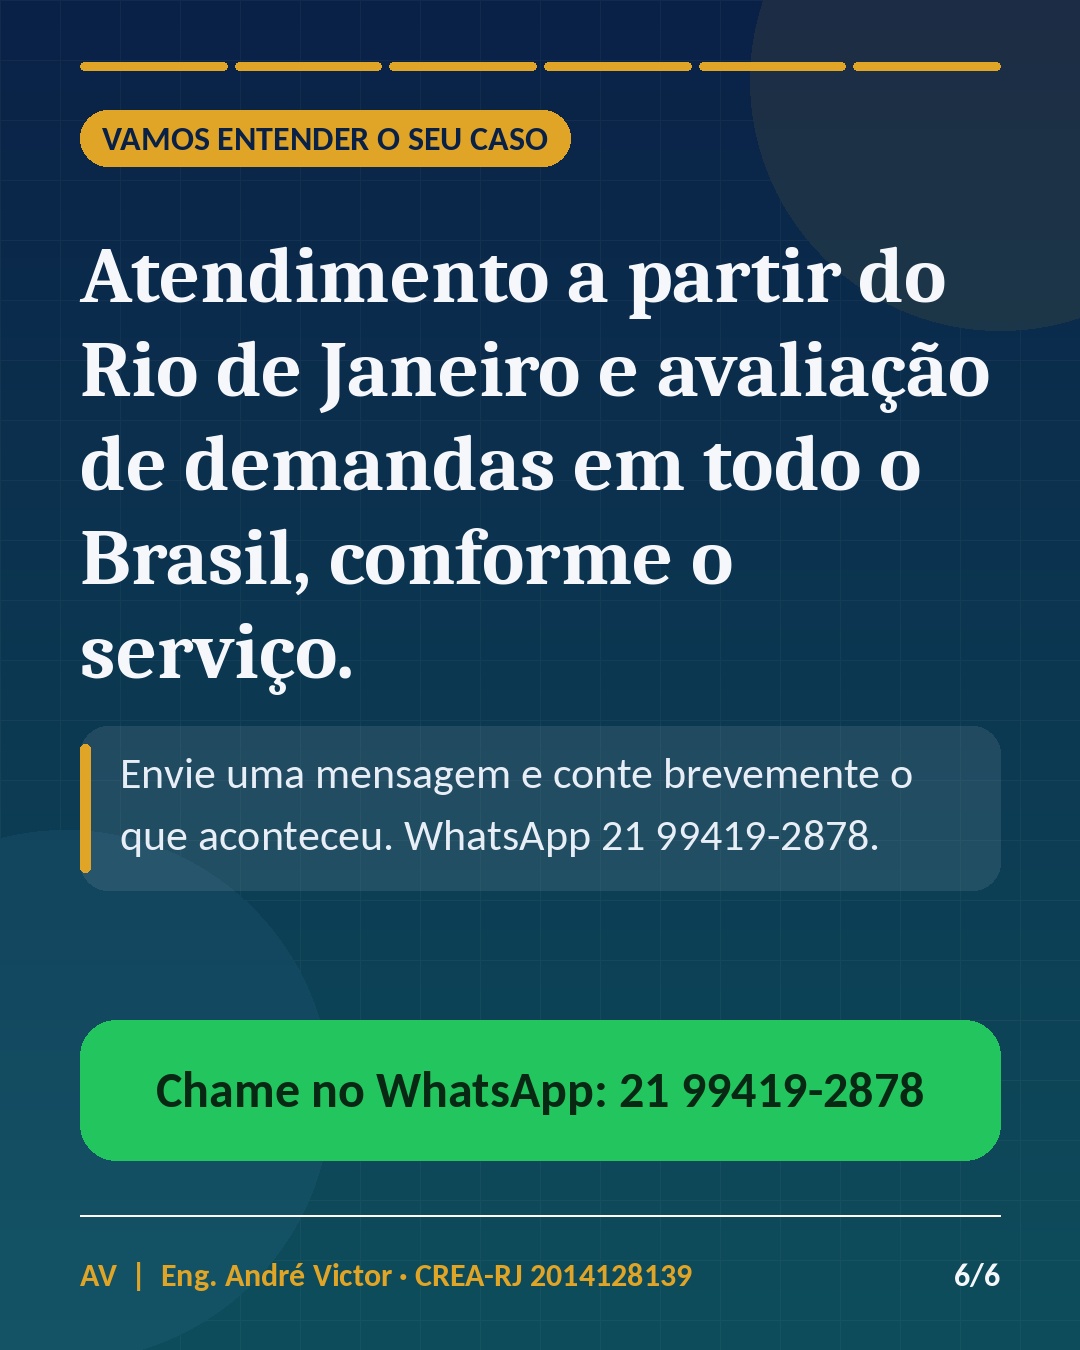 VAMOS ENTENDER O SEU CASO
Atendimento a partir do
Rio de Janeiro e avaliação
de demandas em todo o
Brasil, conforme o
serviço.
Envie uma mensagem e conte brevemente o
que aconteceu. WhatsApp 21 99419-2878.
Chame no WhatsApp: 21 99419-2878
AV | Eng. André Victor · CREA-RJ 2014128139
6/6